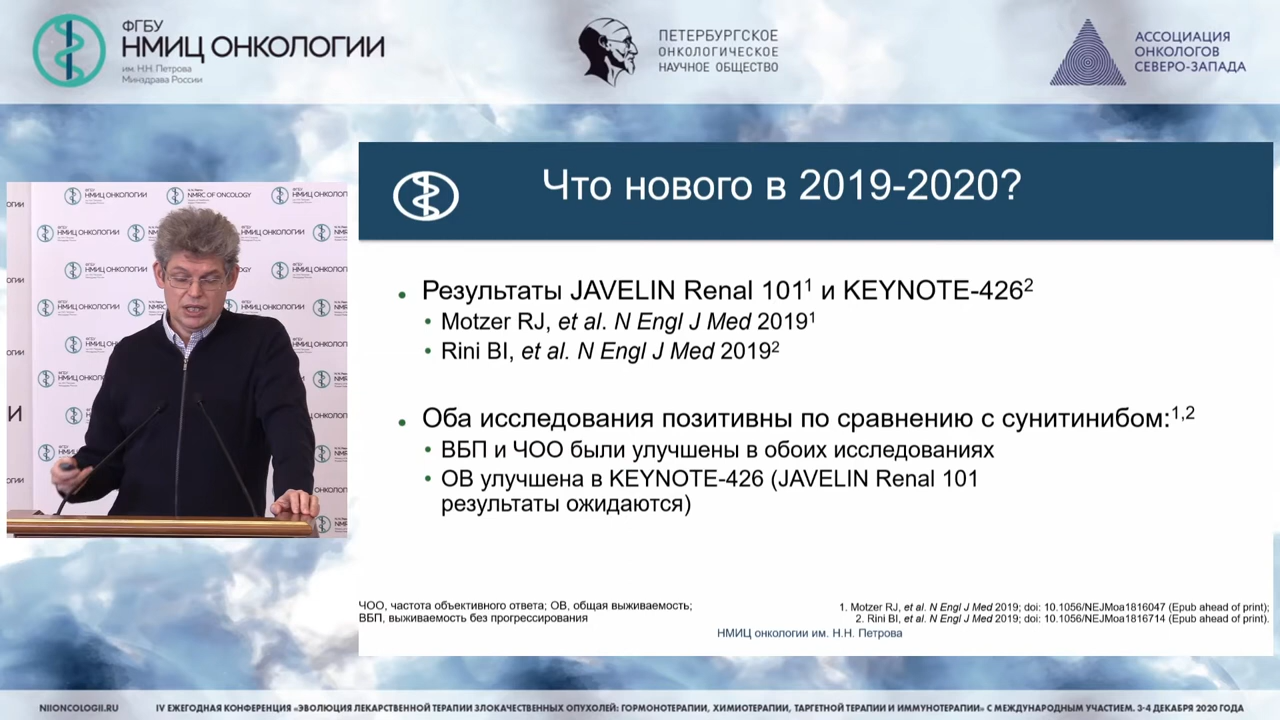 ФГБУ
НМИЦ ОНКОЛОГИИ
им. Н.Н. Петрова
Минздрава России
ПЕТЕРБУРГСКОЕ
ОНКОЛОГИЧЕСКОЕ
НАУЧНОЕ ОБЩЕСТВО
АССОЦИАЦИЯ
ОНКОЛОГОВ
СЕВЕРО-ЗАПАДА
Что нового в 2019-2020?
• Результаты JAVELIN Renal 101¹ и KEYNOTE-426²
• Motzer RJ, et al. N Engl J Med 2019¹
• Rini BI, et al. N Engl J Med 2019²
• Оба исследования позитивны по сравнению с сунитинибом:¹,²
• ВБП и ЧОО были улучшены в обоих исследованиях
• ОВ улучшена в KEYNOTE-426 (JAVELIN Renal 101
результаты ожидаются)
ЧОО, частота объективного ответа; ОВ, общая выживаемость;
ВБП, выживаемость без прогрессирования
1. Motzer RJ, et al. N Engl J Med 2019; doi: 10.1056/NEJMoa1816047 (Epub ahead of print);
2. Rini BI, et al. N Engl J Med 2019; doi: 10.1056/NEJMoa1816714 (Epub ahead of print).
НМИЦ онкологии им. Н.Н. Петрова
NIIONCOLOGII.RU
IV ЕЖЕГОДНАЯ КОНФЕРЕНЦИЯ «ЭВОЛЮЦИЯ ЛЕКАРСТВЕННОЙ ТЕРАПИИ ЗЛОКАЧЕСТВЕННЫХ ОПУХОЛЕЙ: ГОРМОНОТЕРАПИИ, ХИМИОТЕРАПИИ, ТАРГЕТНОЙ ТЕРАПИИ И ИММУНОТЕРАПИИ» С МЕЖДУНАРОДНЫМ УЧАСТИЕМ. 3-4 ДЕКАБРЯ 2020 ГОДА